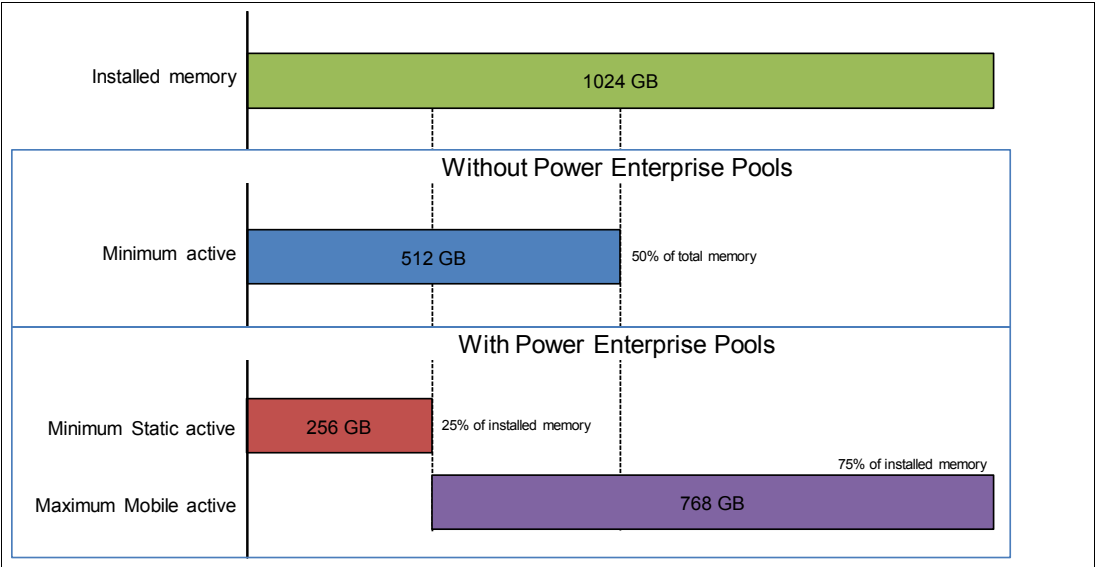 Installed memory
1024 GB
Without Power Enterprise Pools
Minimum active
512 GB
50% of total memory
With Power Enterprise Pools
Minimum Static active
256 GB
25% of installed memory
75% of installed memory
Maximum Mobile active
768 GB